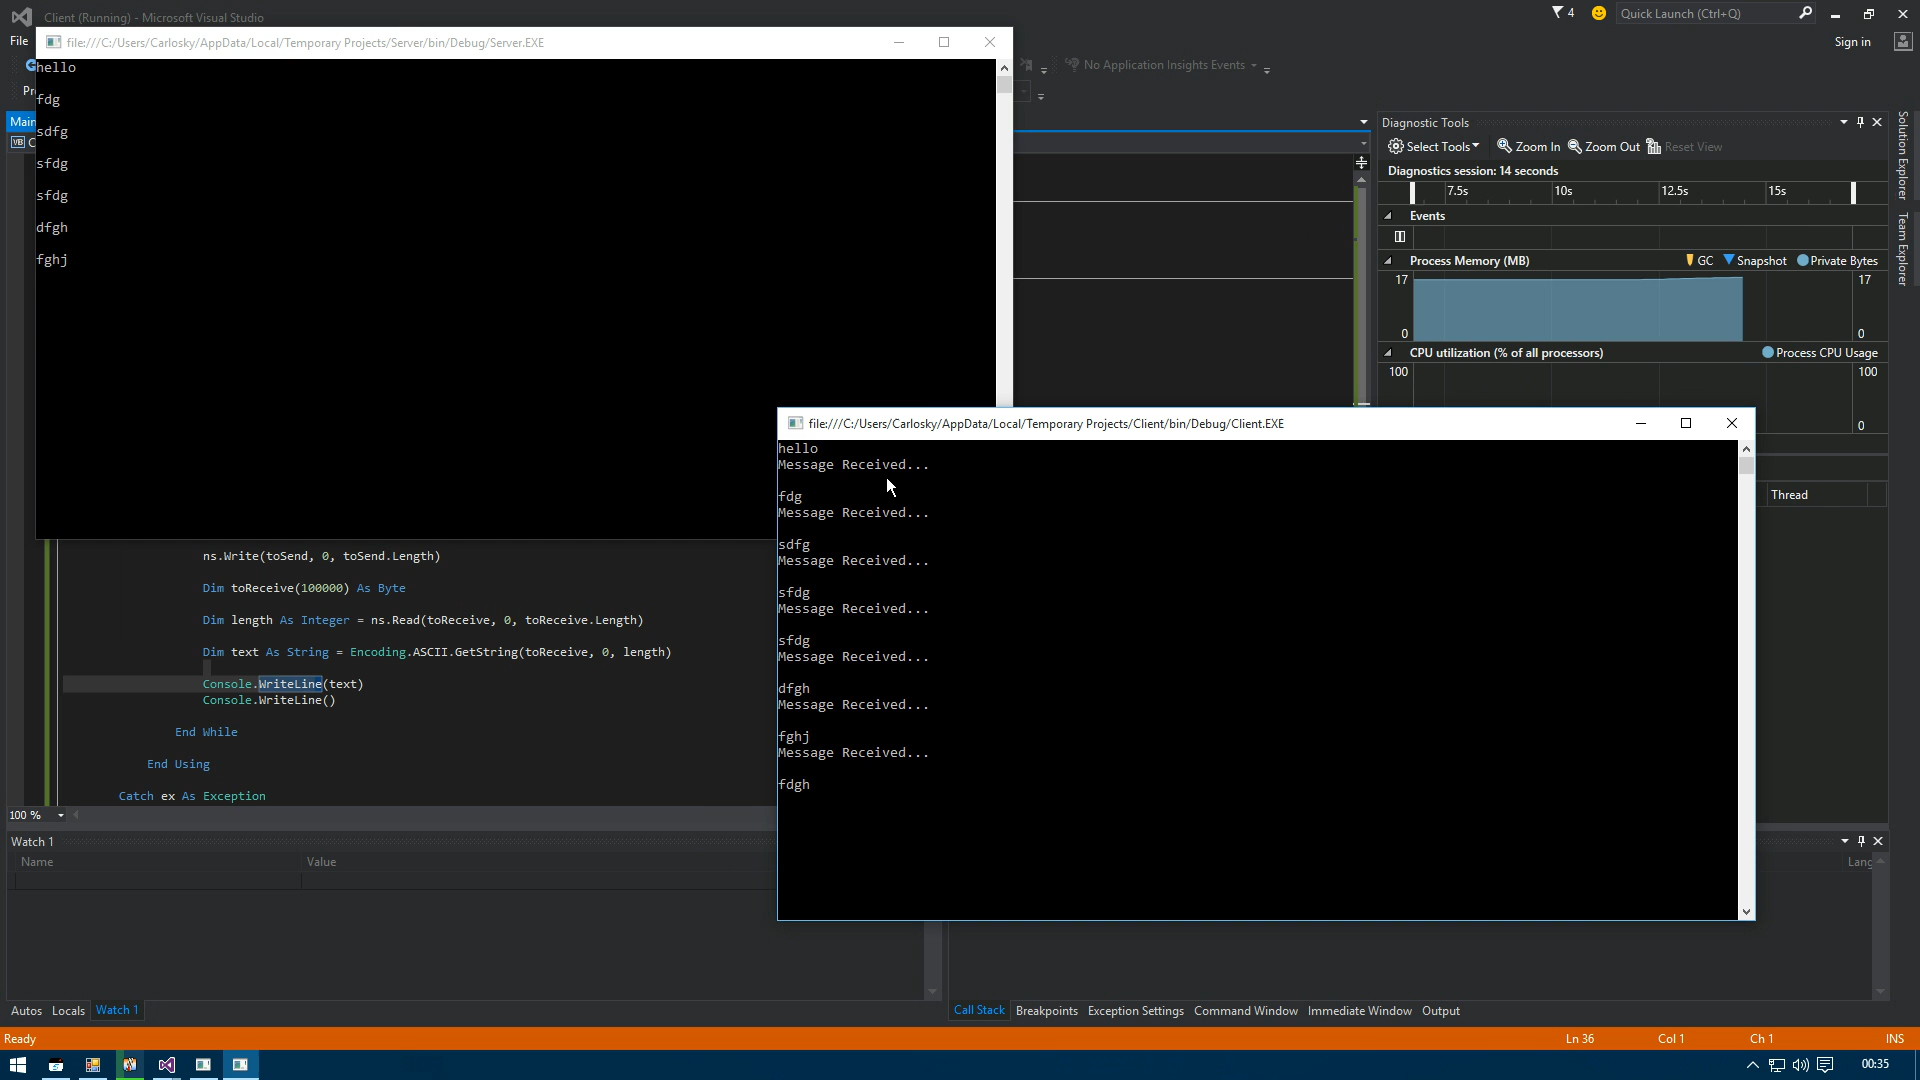 Client (Running) - Microsoft Visual Studio
4
Quick Launch (Ctrl+Q)
File
Sign in
file:///C:/Users/Carlosky/AppData/Local/Temporary Projects/Server/bin/Debug/Server.EXE
hello
fdg
sdfg
sfdg
sfdg
dfgh
fghj
No Application Insights Events
Diagnostic Tools
Select Tools
Zoom In
Zoom Out
Reset View
Diagnostics session: 14 seconds
7.5s
10s
12.5s
15s
Events
Process Memory (MB)
GC
Snapshot
Private Bytes
17
17
0
0
CPU utilization (% of all processors)
Process CPU Usage
100
100
0
Solution Explorer
Team Explorer
VB
file:///C:/Users/Carlosky/AppData/Local/Temporary Projects/Client/bin/Debug/Client.EXE
hello
Message Received...
fdg
Message Received...
sdfg
Message Received...
sfdg
Message Received...
sfdg
Message Received...
dfgh
Message Received...
fghj
Message Received...
fdgh
Thread
ns.Write(toSend, 0, toSend.Length)
Dim toReceive(100000) As Byte
Dim length As Integer = ns.Read(toReceive, 0, toReceive.Length)
Dim text As String = Encoding.ASCII.GetString(toReceive, 0, length)
Console.WriteLine(text)
Console.WriteLine()
End While
End Using
Catch ex As Exception
100 %
Watch 1
Name
Value
Lang
Autos
Locals
Watch 1
Call Stack
Breakpoints
Exception Settings
Command Window
Immediate Window
Output
Ready
Ln 36
Col 1
Ch 1
INS
00:35